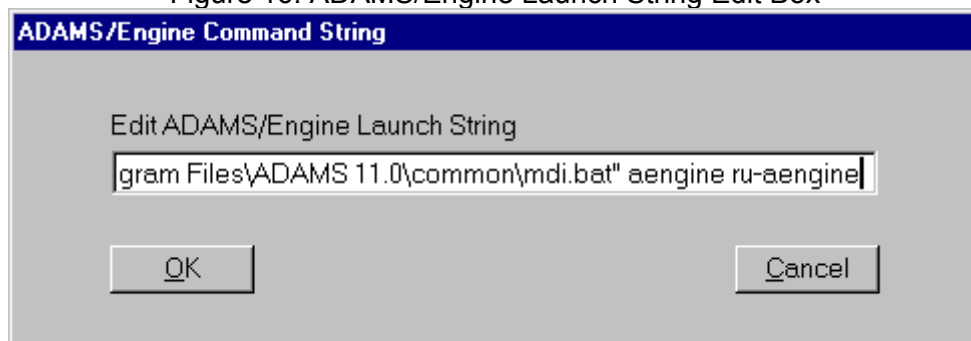 Figure 10: ADAMS/Engine Launch String Edit Box
ADAMS/Engine Command String
Edit ADAMS/Engine Launch String
gram Files\ADAMS 11.0\common\mdi.bat" aengine ru-aengine
OK
Cancel